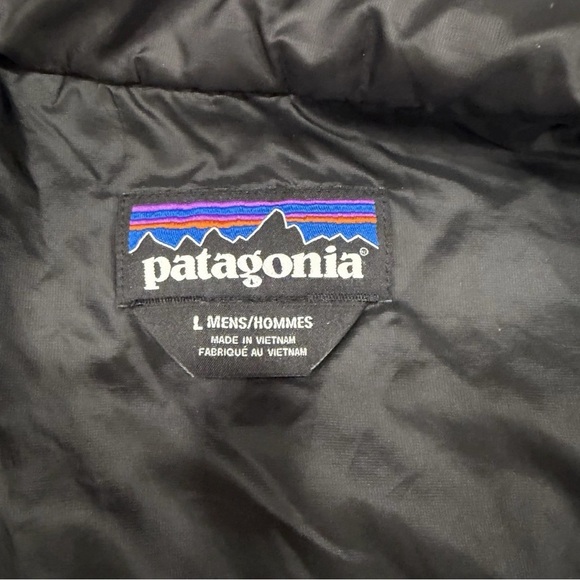 patagonia®
L MENS/HOMMES
MADE IN VIETNAM
FABRIQUÉ AU VIETNAM